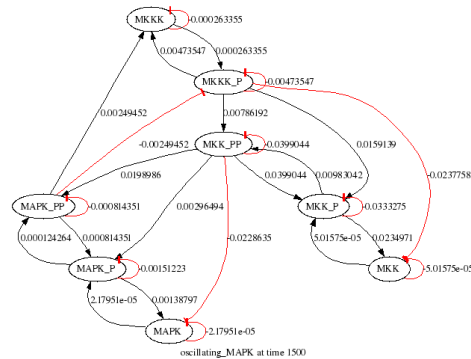 MKKK
-0.000263355
0.00473547
0.000263355
MKKK_P
-0.00473547
0.00249452
0.00786192
-0.00249452
MKK_PP
-0.0399044
0.0159139
0.0198986
0.0399044
0.00983042
-0.0237758
MAPK_PP
-0.000814351
0.00296494
MKK_P
-0.0333275
0.000124264
0.000814351
-0.0228635
5.01575e-05
0.0234971
MAPK_P
-0.00151223
MKK
-5.01575e-05
2.17951e-05
0.00138797
MAPK
-2.17951e-05
oscillating_MAPK at time 1500